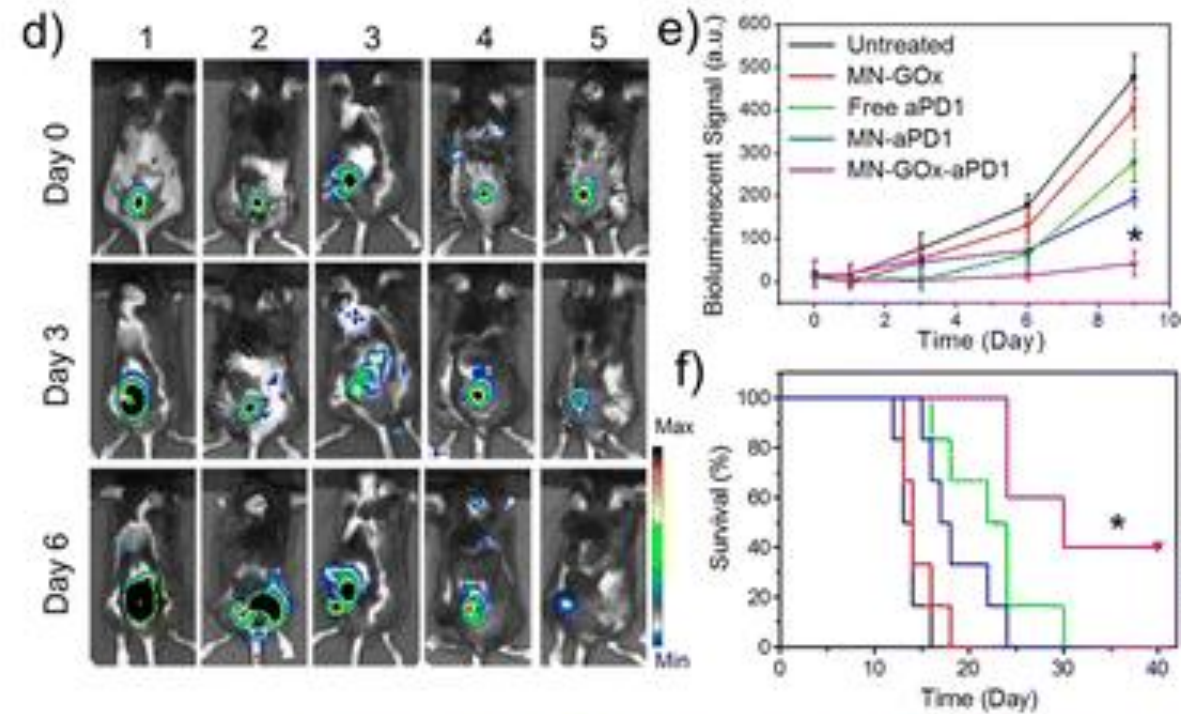 d)
1 2 3 4 5
Day 0
Day 3
Day 6
Max
Min
e)
Untreated
MN-GOx
Free aPD1
MN-aPD1
MN-GOx-aPD1
*
Bioluminescent Signal (a.u.)
600
500
400
300
200
100
0
0 2 4 6 8 10
Time (Day)
f)
*
Survival (%)
100
80
60
40
20
0
0 10 20 30 40
Time (Day)